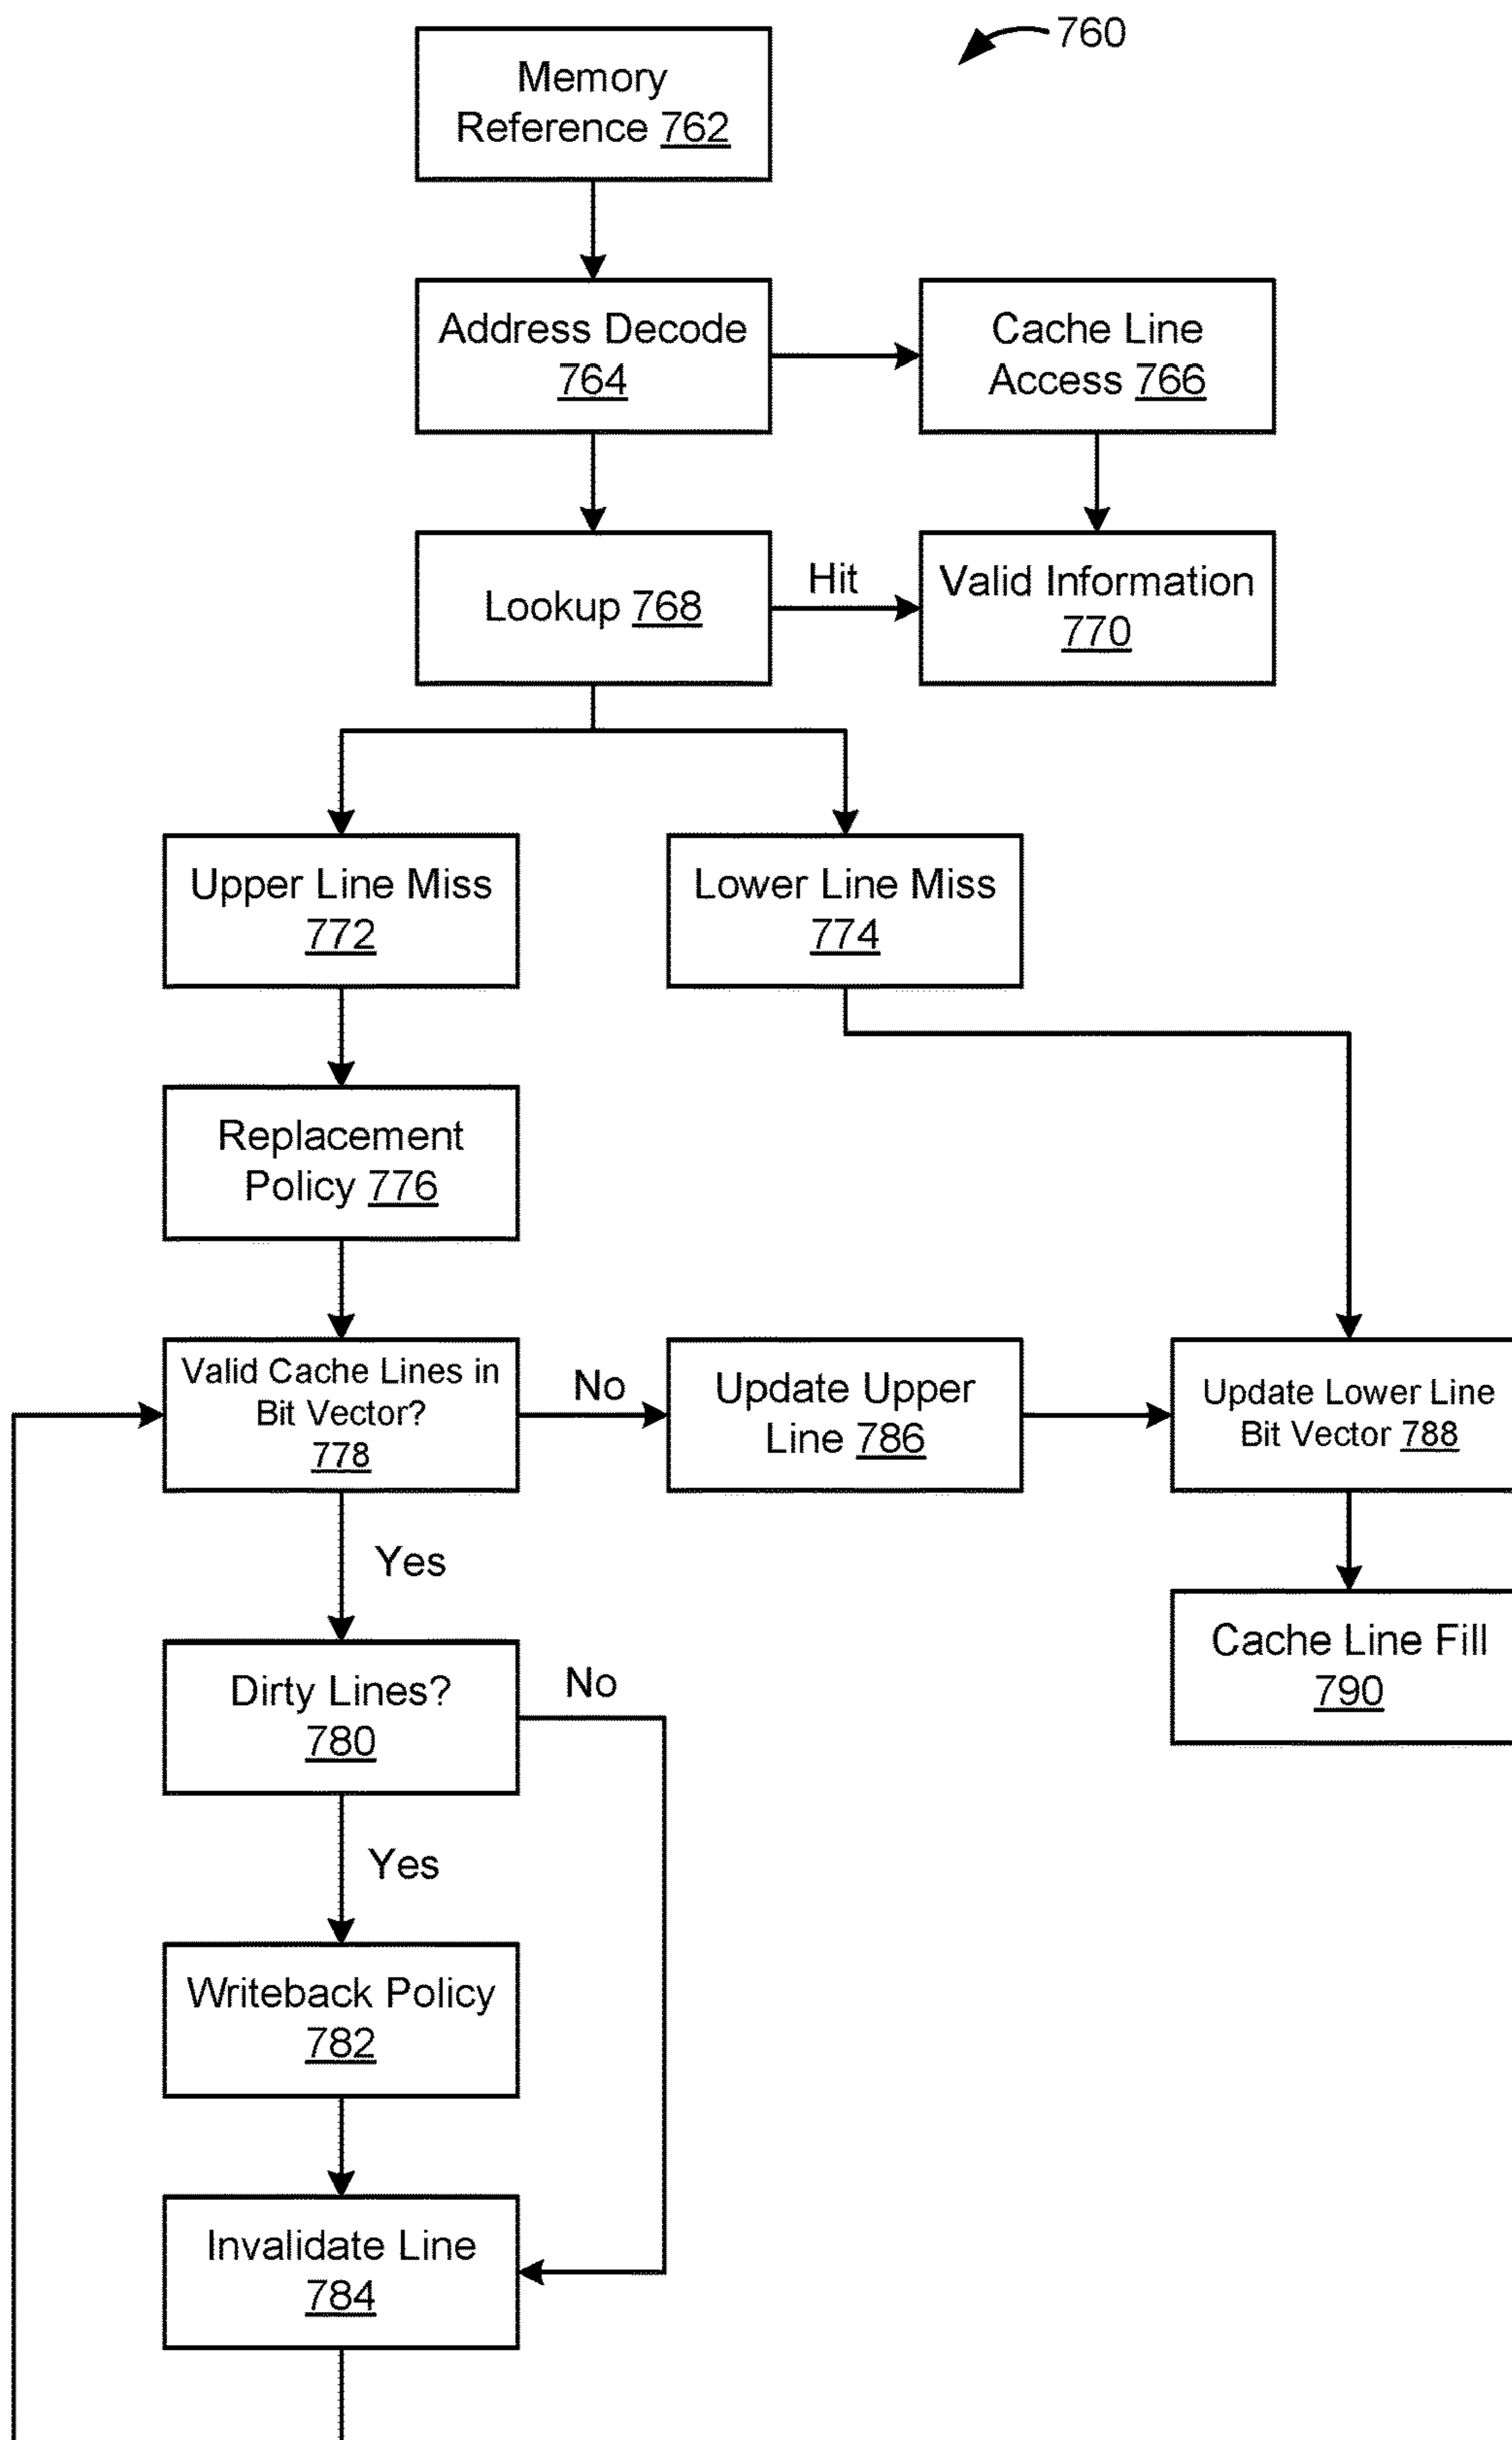 760
Memory
Reference 762
Address Decode
764
Cache Line
Access 766
Lookup 768
Hit
Valid Information
770
Upper Line Miss
772
Lower Line Miss
774
Replacement
Policy 776
Valid Cache Lines in
Bit Vector?
778
No
Update Upper
Line 786
Update Lower Line
Bit Vector 788
Yes
Cache Line Fill
790
Dirty Lines?
780
No
Yes
Writeback Policy
782
Invalidate Line
784